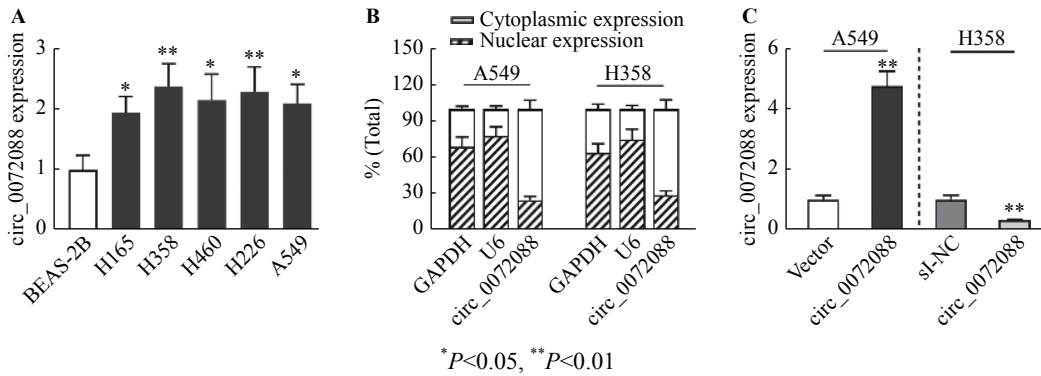 A
circ_0072088 expression
3
2
1
0
*
**
*
**
*
BEAS-2B
H165
H358
H460
H226
A549
B
Cytoplasmic expression
Nuclear expression
% (Total)
150
120
90
60
30
0
A549
H358
GAPDH
U6
circ_0072088
GAPDH
U6
circ_0072088
C
circ_0072088 expression
6
4
2
0
A549
H358
**
**
Vector
circ_0072088
sI-NC
circ_0072088
*P<0.05, **P<0.01